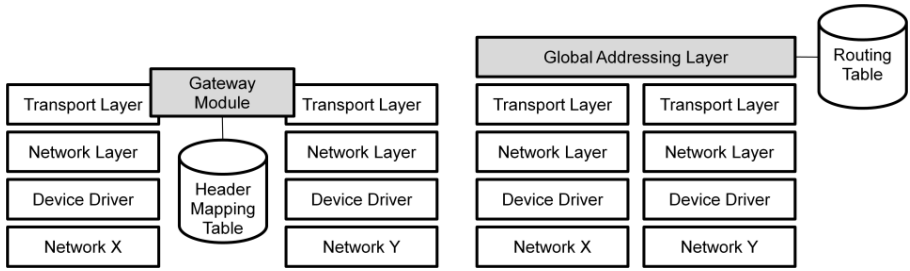 Gateway
Module
Transport Layer
Transport Layer
Network Layer
Network Layer
Header
Mapping
Table
Device Driver
Device Driver
Network X
Network Y
Global Addressing Layer
Routing
Table
Transport Layer
Transport Layer
Network Layer
Network Layer
Device Driver
Device Driver
Network X
Network Y